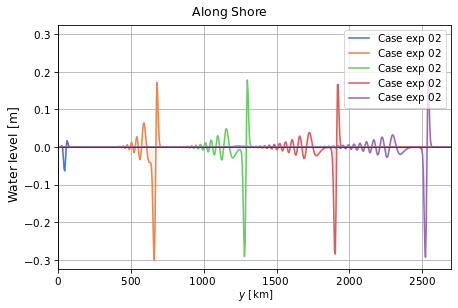 Along Shore
Water level [m]
0.3
0.2
0.1
0.0
−0.1
−0.2
−0.3
Case exp 02
Case exp 02
Case exp 02
Case exp 02
Case exp 02
0
500
1000
1500
2000
2500
y [km]